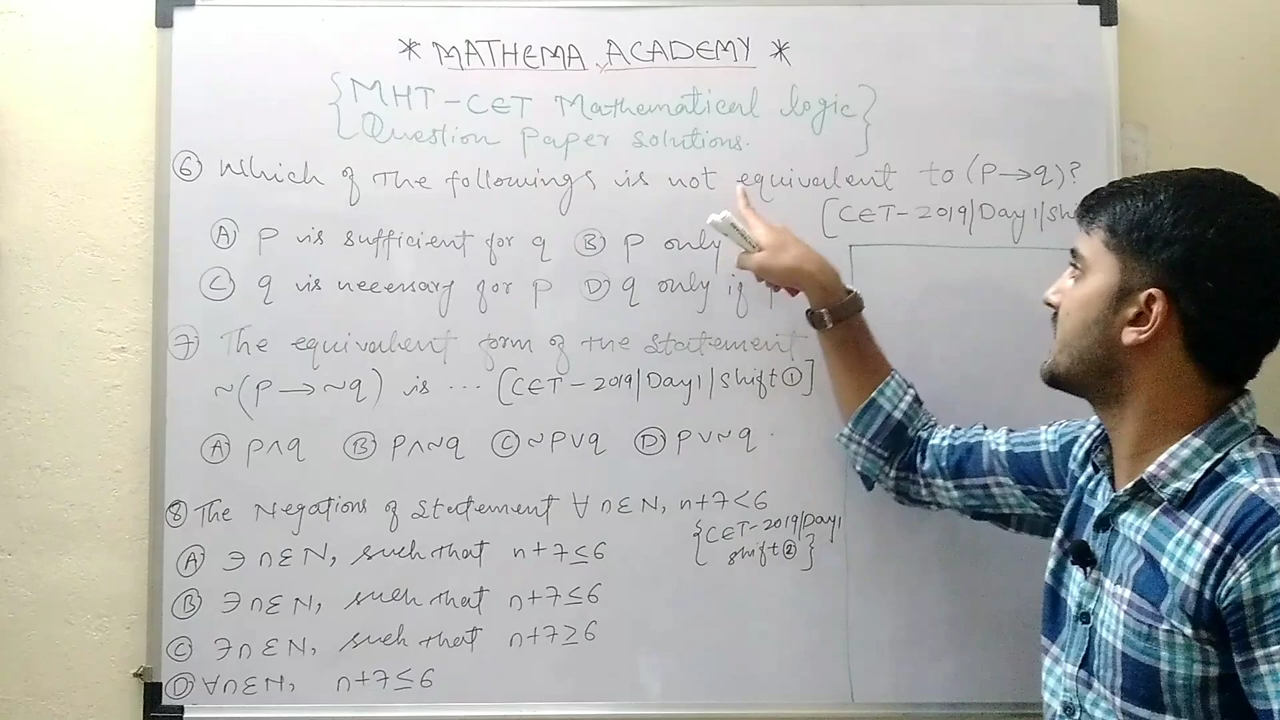 * MATHEMA ACADEMY *
{MHT-CET Mathematical logic
Question Paper solutions.}
⑥ Which of the followings is not equivalent to (P→q)?
[CET-2019/Day1/Sh
Ⓐ P is sufficient for q Ⓑ P only
Ⓒ q is necessary for P Ⓓ q only if P
⑦ The equivalent form of the statement
~(P→~q) is ... [CET-2019/Day1/Shift①]
Ⓐ P∧q Ⓑ P∧~q Ⓒ ~P∨q Ⓓ P∨~q.
⑧ The Negations of Statement ∀n∈N, n+7<6
{CET-2019/Day1
shift②}
Ⓐ ∃n∈N, such that n+7≤6
Ⓑ ∃n∈N, such that n+7≤6
Ⓒ ∃n∈N, such that n+7≥6
Ⓓ ∀n∈N, n+7≤6